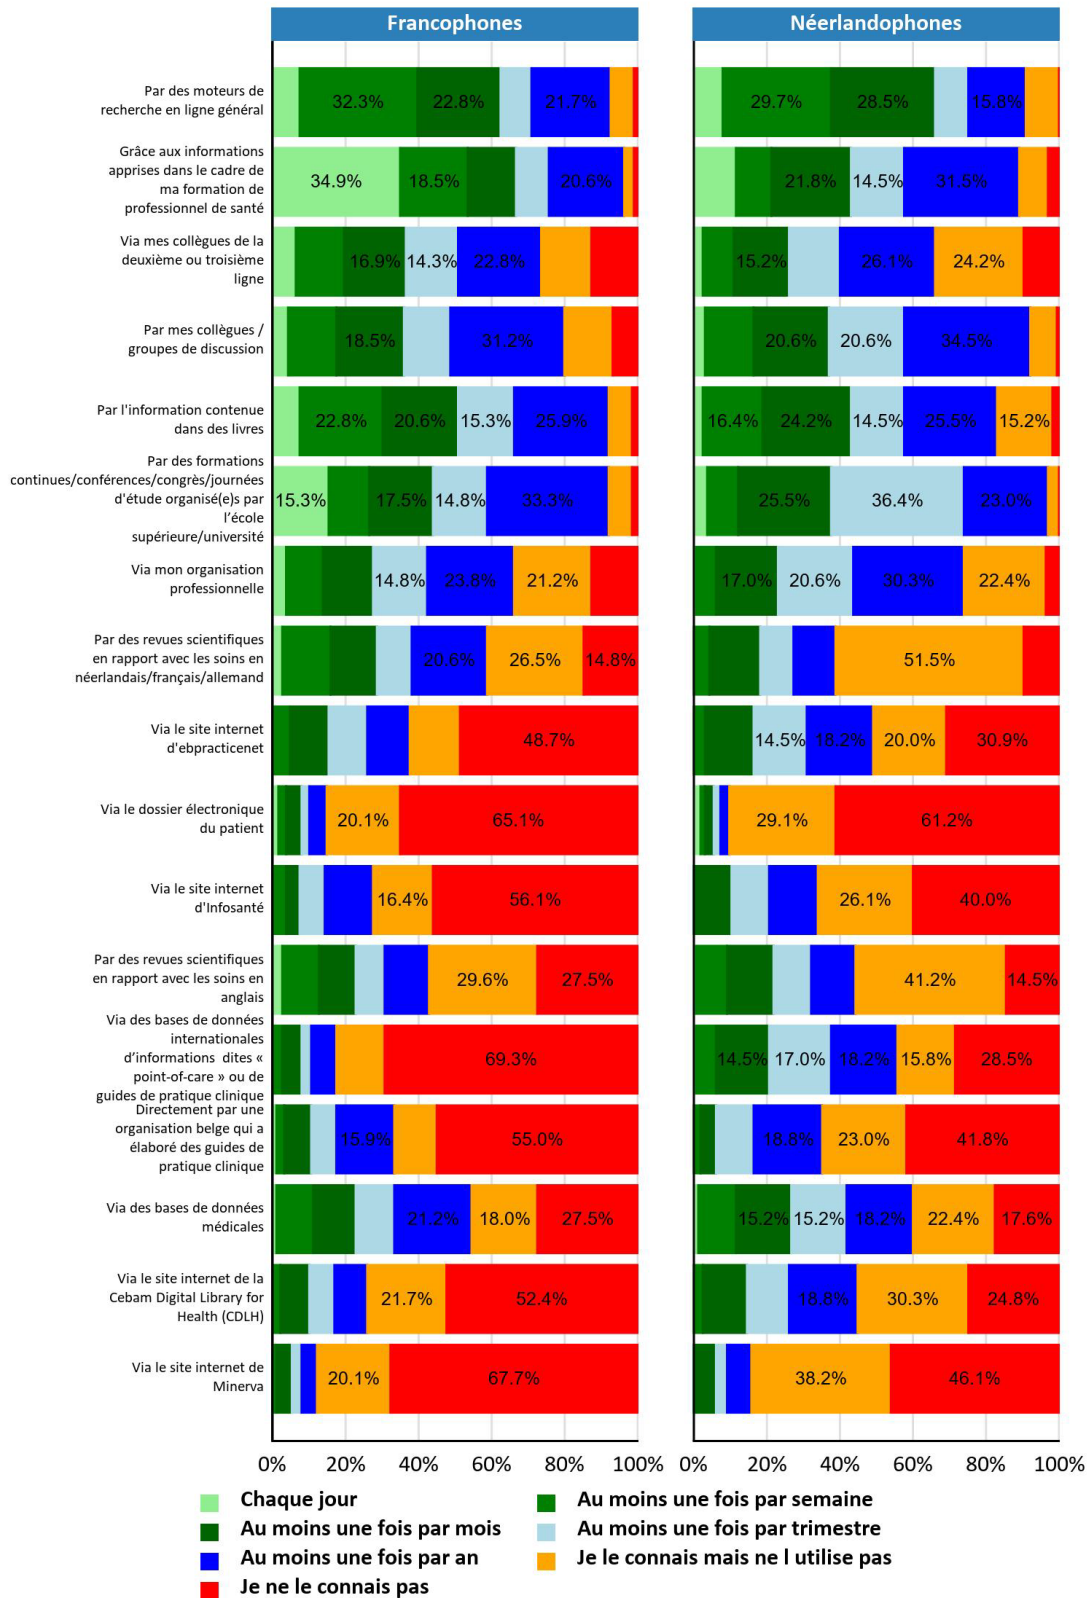 Francophones
Néerlandophones
Par des moteurs de
recherche en ligne général
32.3%
22.8%
21.7%
29.7%
28.5%
15.8%
Grâce aux informations
apprises dans le cadre de
ma formation de
professionnel de santé
34.9%
18.5%
20.6%
21.8%
14.5%
31.5%
Via mes collègues de la
deuxième ou troisième
ligne
16.9%
14.3%
22.8%
15.2%
26.1%
24.2%
Par mes collègues /
groupes de discussion
18.5%
31.2%
20.6%
20.6%
34.5%
Par l'information contenue
dans des livres
22.8%
20.6%
15.3%
25.9%
16.4%
24.2%
14.5%
25.5%
15.2%
Par des formations
continues/conférences/congrès/journées
d'étude organisé(e)s par
l’école
supérieure/université
15.3%
17.5%
14.8%
33.3%
25.5%
36.4%
23.0%
Via mon organisation
professionnelle
14.8%
23.8%
21.2%
17.0%
20.6%
30.3%
22.4%
Par des revues scientifiques
en rapport avec les soins en
néerlandais/français/allemand
20.6%
26.5%
14.8%
51.5%
Via le site internet
d'ebpracticenet
48.7%
14.5%
18.2%
20.0%
30.9%
Via le dossier électronique
du patient
20.1%
65.1%
29.1%
61.2%
Via le site internet
d'Infosanté
16.4%
56.1%
26.1%
40.0%
Par des revues scientifiques
en rapport avec les soins en
anglais
29.6%
27.5%
41.2%
14.5%
Via des bases de données
internationales
d’informations dites «
point-of-care » ou de
guides de pratique clinique
69.3%
14.5%
17.0%
18.2%
15.8%
28.5%
Directement par une
organisation belge qui a
élaboré des guides de
pratique clinique
15.9%
55.0%
18.8%
23.0%
41.8%
Via des bases de données
médicales
21.2%
18.0%
27.5%
15.2%
15.2%
18.2%
22.4%
17.6%
Via le site internet de la
Cebam Digital Library for
Health (CDLH)
21.7%
52.4%
18.8%
30.3%
24.8%
Via le site internet de
Minerva
20.1%
67.7%
38.2%
46.1%
0% 20% 40% 60% 80% 100%
0% 20% 40% 60% 80% 100%
Chaque jour
Au moins une fois par semaine
Au moins une fois par mois
Au moins une fois par trimestre
Au moins une fois par an
Je le connais mais ne l utilise pas
Je ne le connais pas